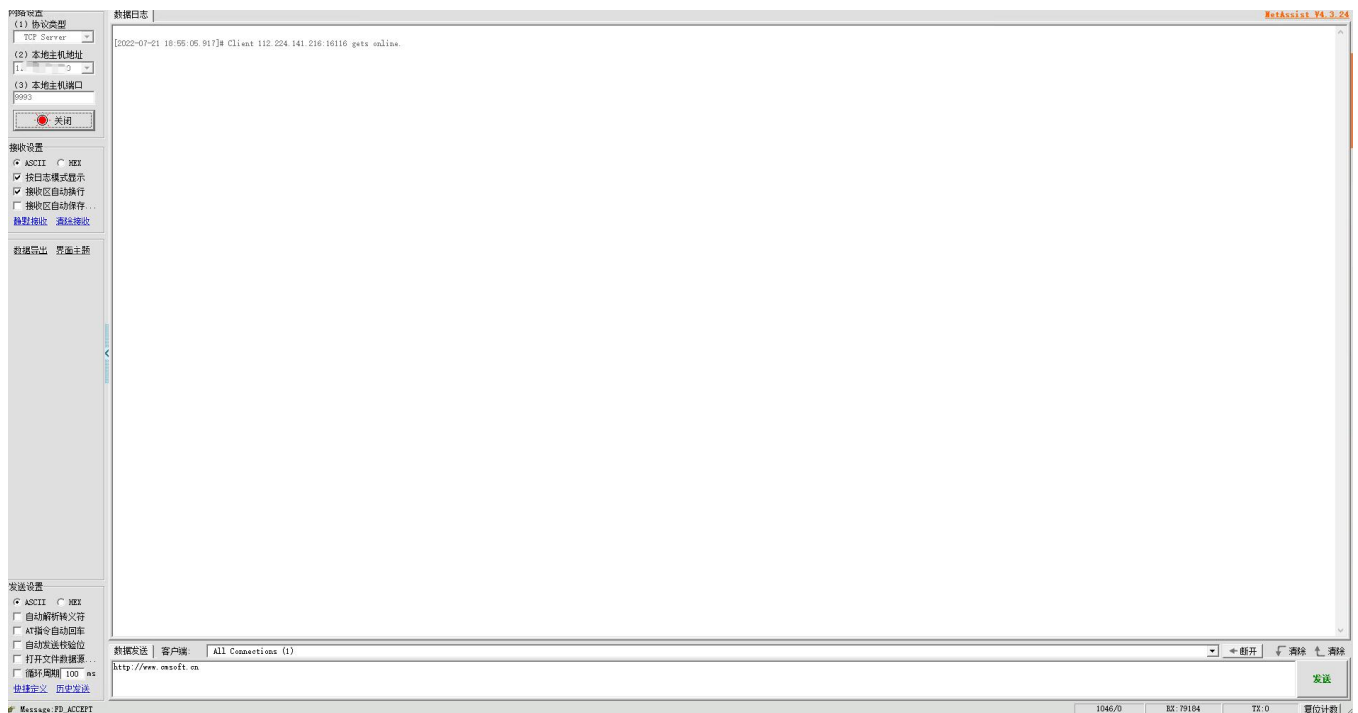 网络设置
(1) 协议类型
TCP Server
(2) 本地主机地址
(3) 本地主机端口
9993
关闭
接收设置
ASCII HEX
按日志模式显示
接收区自动换行
接收区自动保存...
静默接收 清除接收
数据导出 界面主题
发送设置
ASCII HEX
自动解析转义符
AT指令自动回车
自动发送校验位
打开文件数据源...
循环周期 100 ms
快捷定义 历史发送
数据日志
NetAssist V4.3.24
[2022-07-21 18:55:05.917]# Client 112.224.141.216:16116 gets online.
数据发送 客户端: All Connections (1) 断开 清除 清除
http://www.cmsoft.cn
发送
Message:FD_ACCEPT 1046/0 RX:79184 TX:0 复位计数